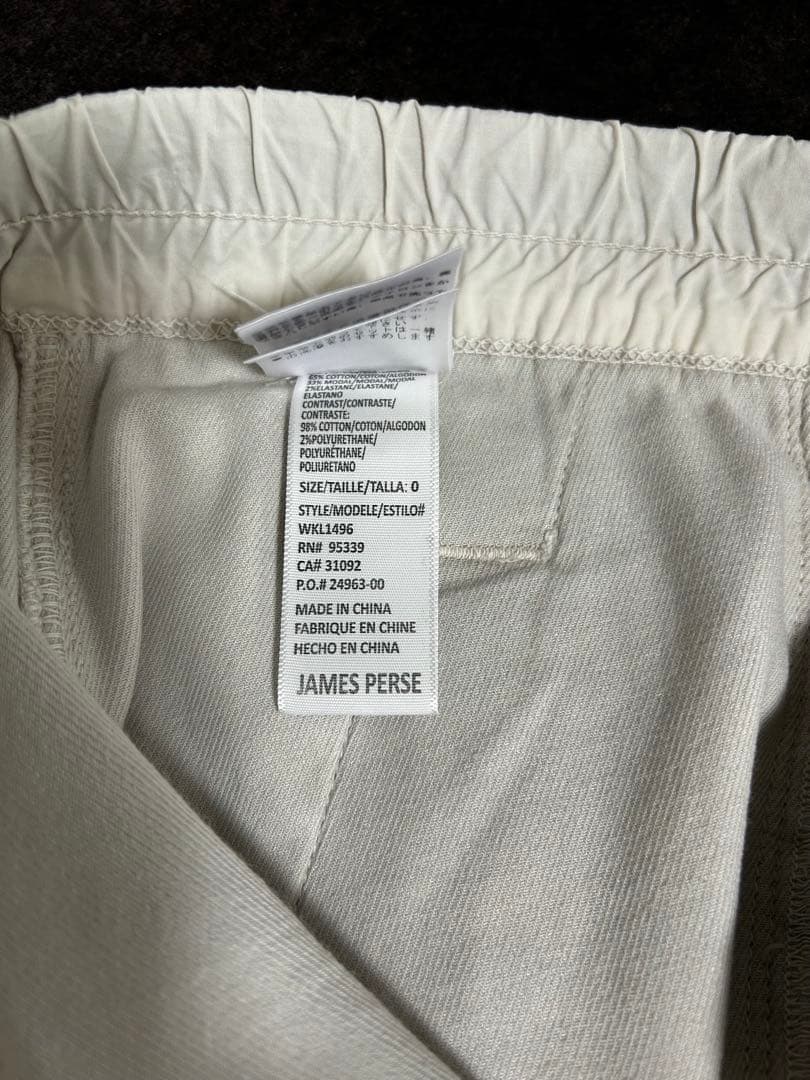 65% COTTON/COTON/ALGODON
33% MODAL/MODAL/MODAL
2%ELASTANE/ELASTANE/
ELASTANO
CONTRAST/CONTRASTE/
CONTRASTE:
98% COTTON/COTON/ALGODON
2%POLYURETHANE/
POLYURÉTHANE/
POLIURETANO
SIZE/TAILLE/TALLA: 0
STYLE/MODELE/ESTILO#
WKL1496
RN# 95339
CA# 31092
P.O.# 24963-00
MADE IN CHINA
FABRIQUE EN CHINE
HECHO EN CHINA
JAMES PERSE